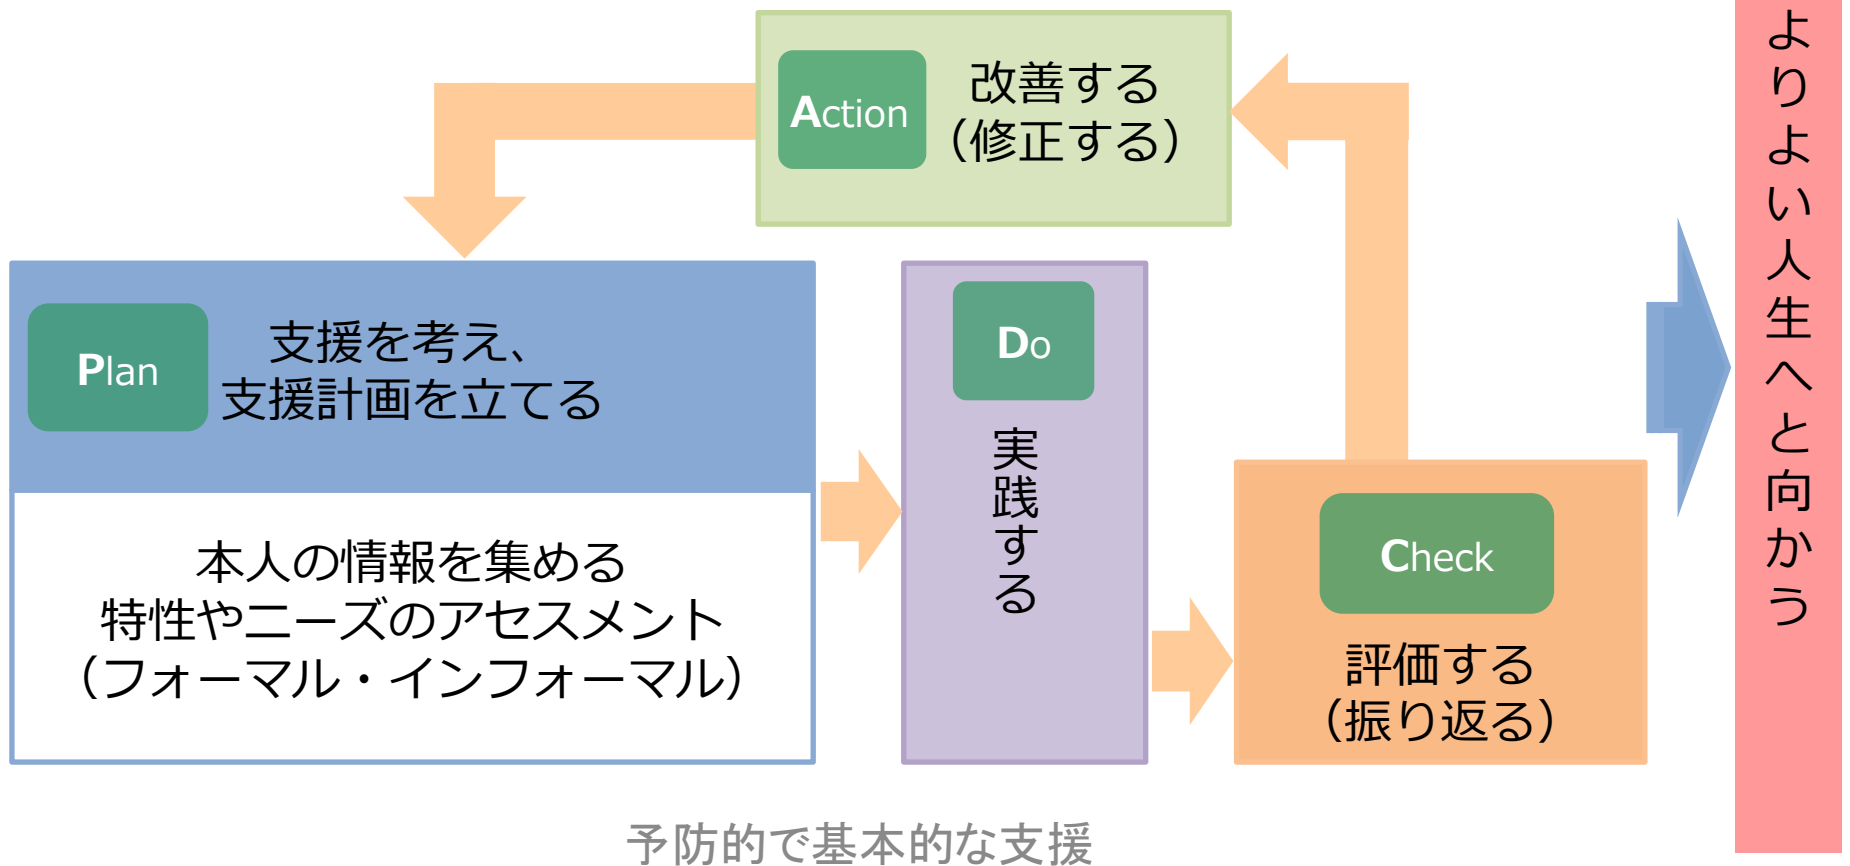 Action
改善する
（修正する）
Plan
支援を考え、
支援計画を立てる
本人の情報を集める
特性やニーズのアセスメント
（フォーマル・インフォーマル）
Do
実践する
Check
評価する
（振り返る）
よりよい人生へと向かう
予防的で基本的な支援